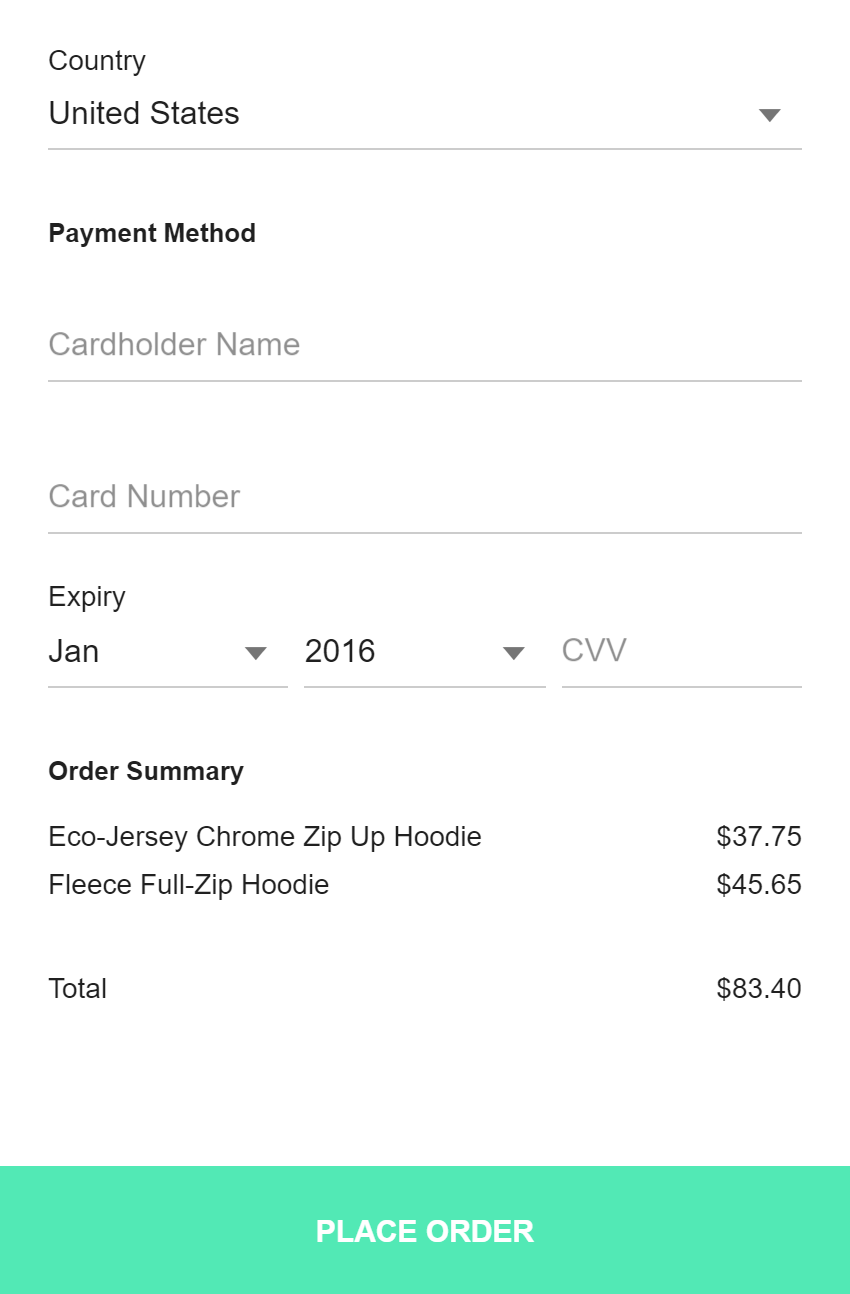 Country
United States
Payment Method
Cardholder Name
Card Number
Expiry
Jan 2016 CVV
Order Summary
Eco-Jersey Chrome Zip Up Hoodie $37.75
Fleece Full-Zip Hoodie $45.65
Total $83.40
PLACE ORDER